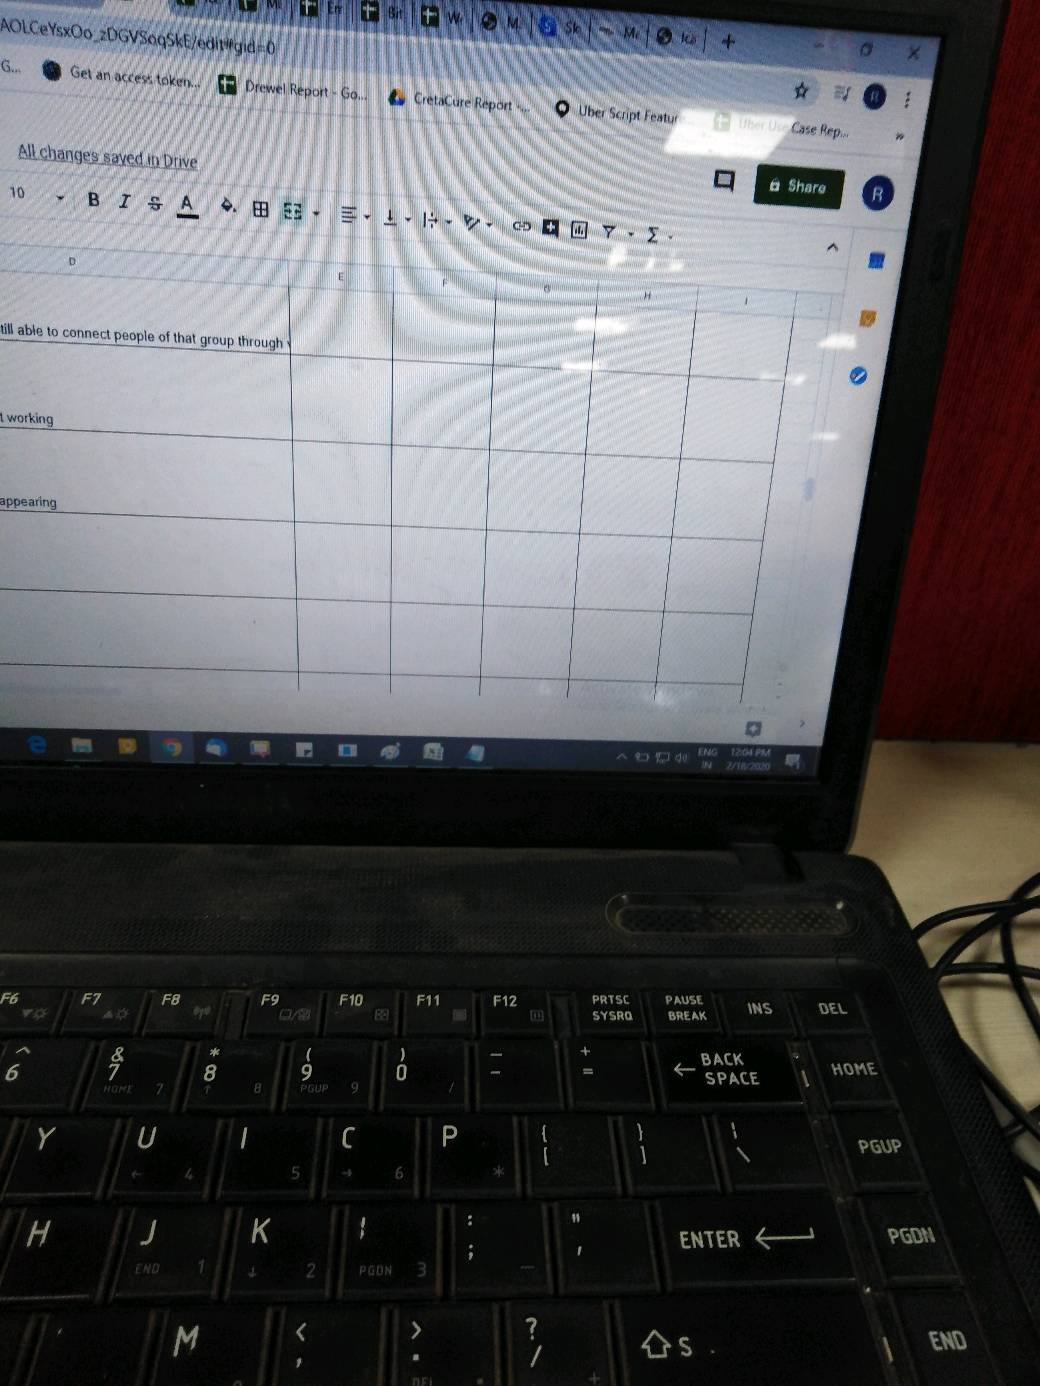 AOLCeYsxOo_zDGVSoqSkE/edit#gid=0
G... Get an access token... Drewel Report - Go... CretaCure Report -... Uber Script Featur Case Rep... »
All changes saved in Drive
Share R
10 B I S A
D E F G H I
till able to connect people of that group through
t working
appearing
ENG 12:04 PM
IN 2/18/2020
F6 F7 F8 F9 F10 F11 F12 PRTSC SYSRQ PAUSE BREAK INS DEL
^ 6 & 7 HOME 7 * 8 8 ( 9 PGUP 9 ) 0 / _ - + = ← BACK SPACE HOME
Y U ← 4 I 5 C → 6 P * { [ } ] ¦ \ PGUP
H J END 1 K ↓ 2 PGDN 3 : ; " ' ENTER PGDN
M < , > . DEL ? / + S END